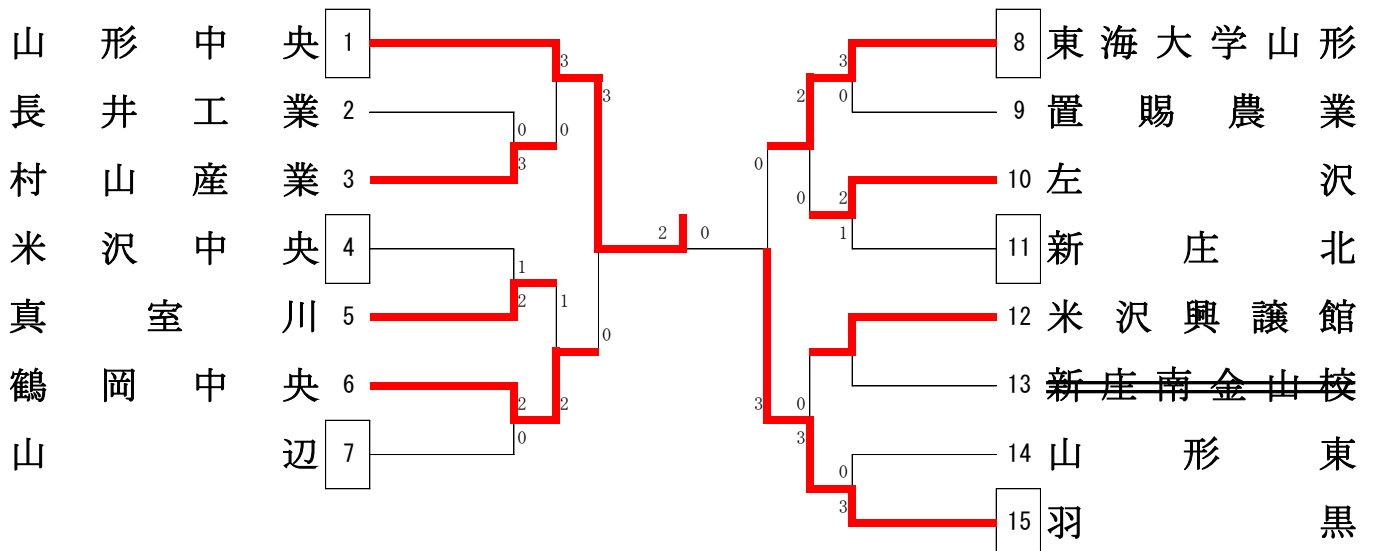 山形中央 1
3
3
長井工業 2
0 0
3
村山産業 3
米沢中央 4
1
2 1
真室川 5
0
鶴岡中央 6
2 2
0
山辺 7
2 0
8 東海大学山形
3
2 0
9 置賜農業
0
10 左沢
0 2
1
11 新庄北
12 米沢興譲館
13 新庄南金山校
3 0
3
14 山形東
0
3
15 羽黒